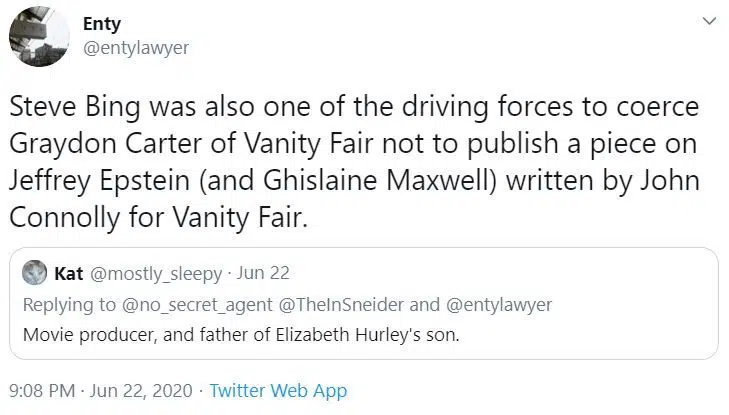 Enty
@entylawyer
Steve Bing was also one of the driving forces to coerce
Graydon Carter of Vanity Fair not to publish a piece on
Jeffrey Epstein (and Ghislaine Maxwell) written by John
Connolly for Vanity Fair.
Kat @mostly_sleepy · Jun 22
Replying to @no_secret_agent @TheInSneider and @entylawyer
Movie producer, and father of Elizabeth Hurley's son.
9:08 PM · Jun 22, 2020 · Twitter Web App